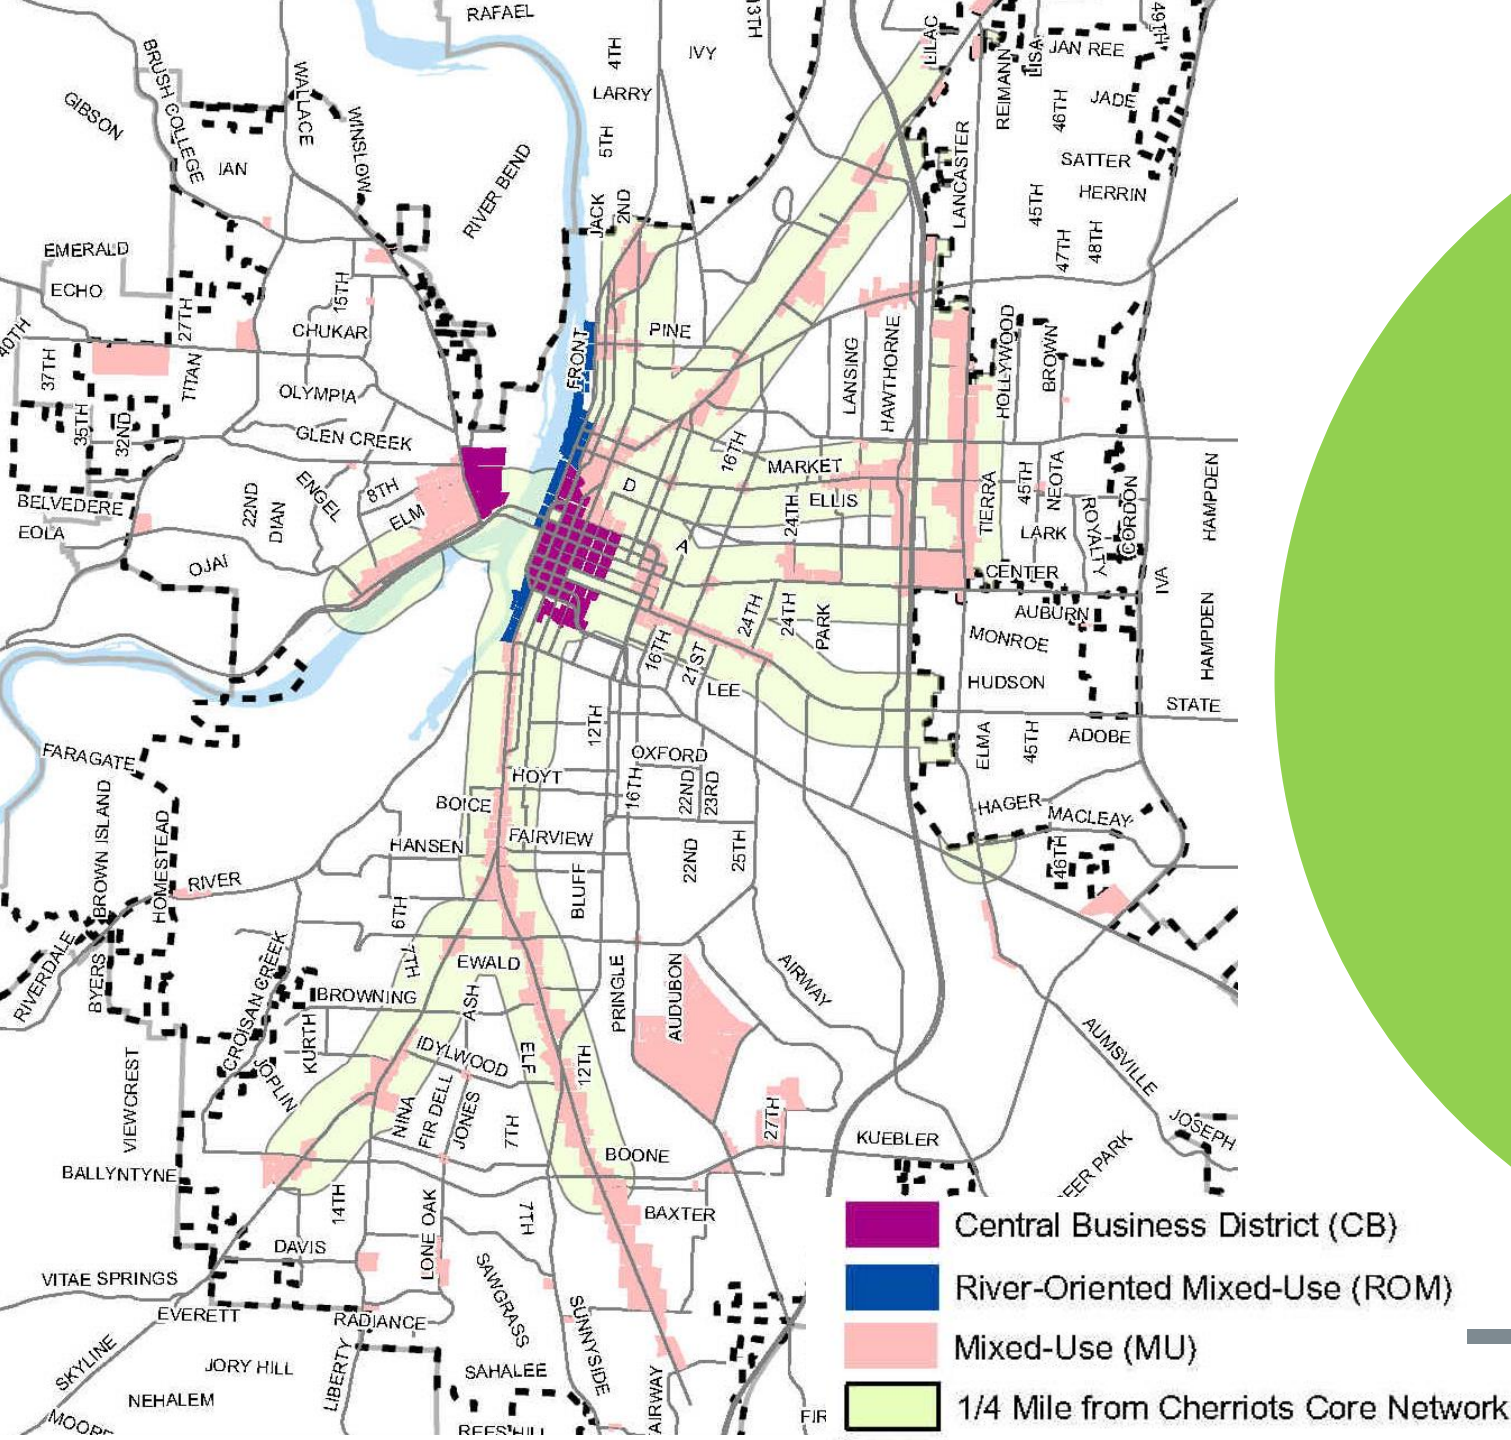 RAFAEL
13TH
LILAC
49TH
4TH
IVY
LISA
JAN REE
BRUSH COLLEGE
WALLACE
REIMANN
GIBSON
LARRY
46TH
JADE
WINSLOW
5TH
LANCASTER
SATTER
IAN
RIVER BEND
HERRIN
JACK
2ND
45TH
47TH
48TH
EMERALD
ECHO
15TH
27TH
40TH
CHUKAR
PINE
FRONT
LANSING
HAWTHORNE
HOLLYWOOD
BROWN
37TH
TITAN
OLYMPIA
35TH
32ND
GLEN CREEK
16TH
MARKET
ENGEL
8TH
D
ELLIS
TIERRA
45TH
NEOTA
HAMPDEN
BELVEDERE
22ND
DIAN
ELM
24TH
ROYALTY
CORDON
EOLA
LARK
A
OJAI
CENTER
IVA
24TH
24TH
PARK
AUBURN
HAMPDEN
16TH
21ST
MONROE
LEE
HUDSON
STATE
12TH
ELMA
45TH
ADOBE
FARAGATE
OXFORD
HOYT
16TH
22ND
23RD
BROWN ISLAND
BOICE
HAGER
MACLEAY
HOMESTEAD
HANSEN
FAIRVIEW
22ND
25TH
46TH
RIVER
BLUFF
6TH
RIVERDALE
BYERS
CROISAN CREEK
7TH
EWALD
PRINGLE
AUDUBON
AIRWAY
BROWNING
ASH
KURTH
IDYLWOOD
ELF
12TH
AUMSVILLE
JOPLIN
VIEWCREST
NINA
FIR DELL
JONES
7TH
27TH
JOSEPH
KUEBLER
BOONE
BALLYNTYNE
14TH
LONE OAK
7TH
BAXTER
DAVIS
SAWGRASS
VITAE SPRINGS
EVERETT
RADIANCE
SUNNYSIDE
SKYLINE
JORY HILL
LIBERTY
SAHALEE
NEHALEM
Central Business District (CB)
River-Oriented Mixed-Use (ROM)
Mixed-Use (MU)
1/4 Mile from Cherriots Core Network